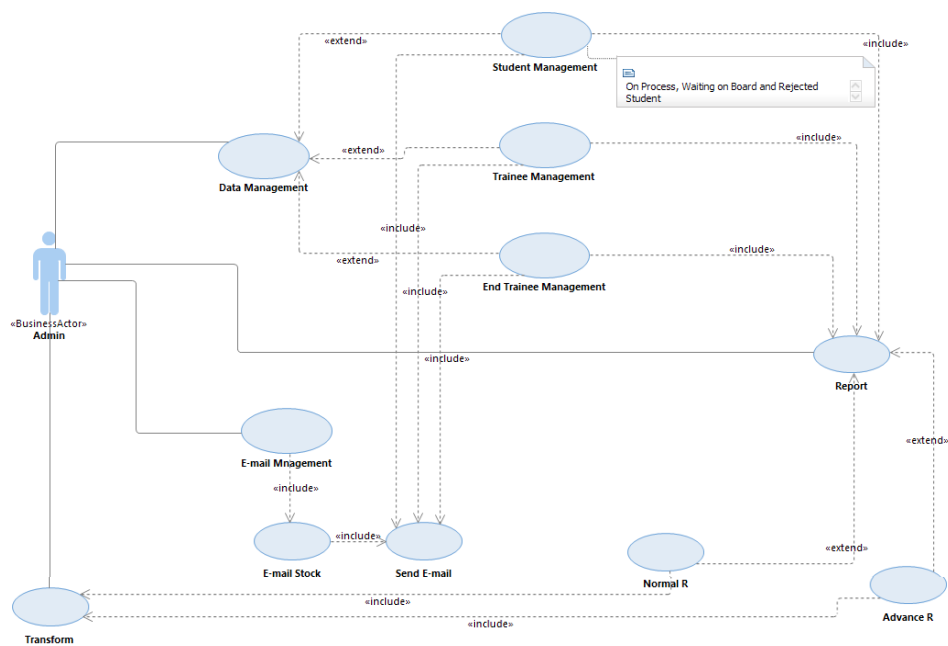 «extend»
«include»
Student Management
On Process, Waiting on Board and Rejected
Student
«include»
«extend»
Trainee Management
Data Management
«include»
«include»
«extend»
End Trainee Management
«include»
«BusinessActor»
Admin
«include»
Report
«extend»
E-mail Mnagement
«include»
«include»
«extend»
E-mail Stock
Send E-mail
Normal R
«include»
Advance R
«include»
Transform